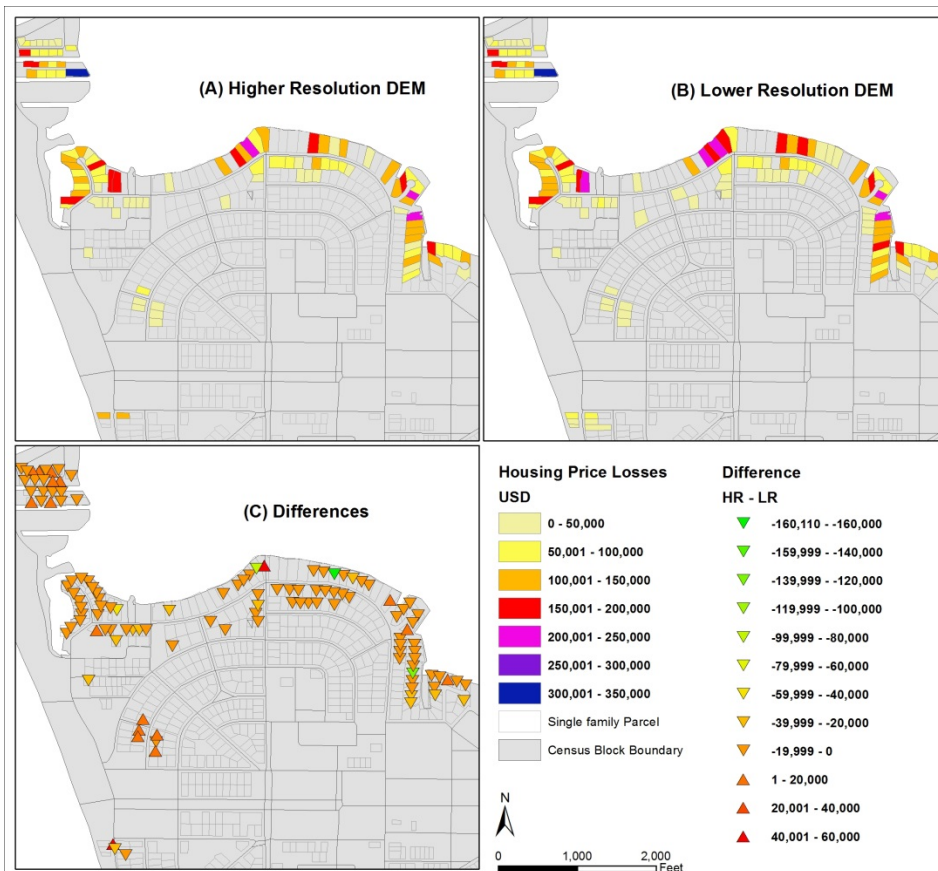 (A) Higher Resolution DEM
(B) Lower Resolution DEM
(C) Differences
Housing Price Losses
USD
0 - 50,000
50,001 - 100,000
100,001 - 150,000
150,001 - 200,000
200,001 - 250,000
250,001 - 300,000
300,001 - 350,000
Single family Parcel
Census Block Boundary
Difference
HR - LR
-160,110 - -160,000
-159,999 - -140,000
-139,999 - -120,000
-119,999 - -100,000
-99,999 - -80,000
-79,999 - -60,000
-59,999 - -40,000
-39,999 - -20,000
-19,999 - 0
1 - 20,000
20,001 - 40,000
40,001 - 60,000
N
0 1,000 2,000
Feet